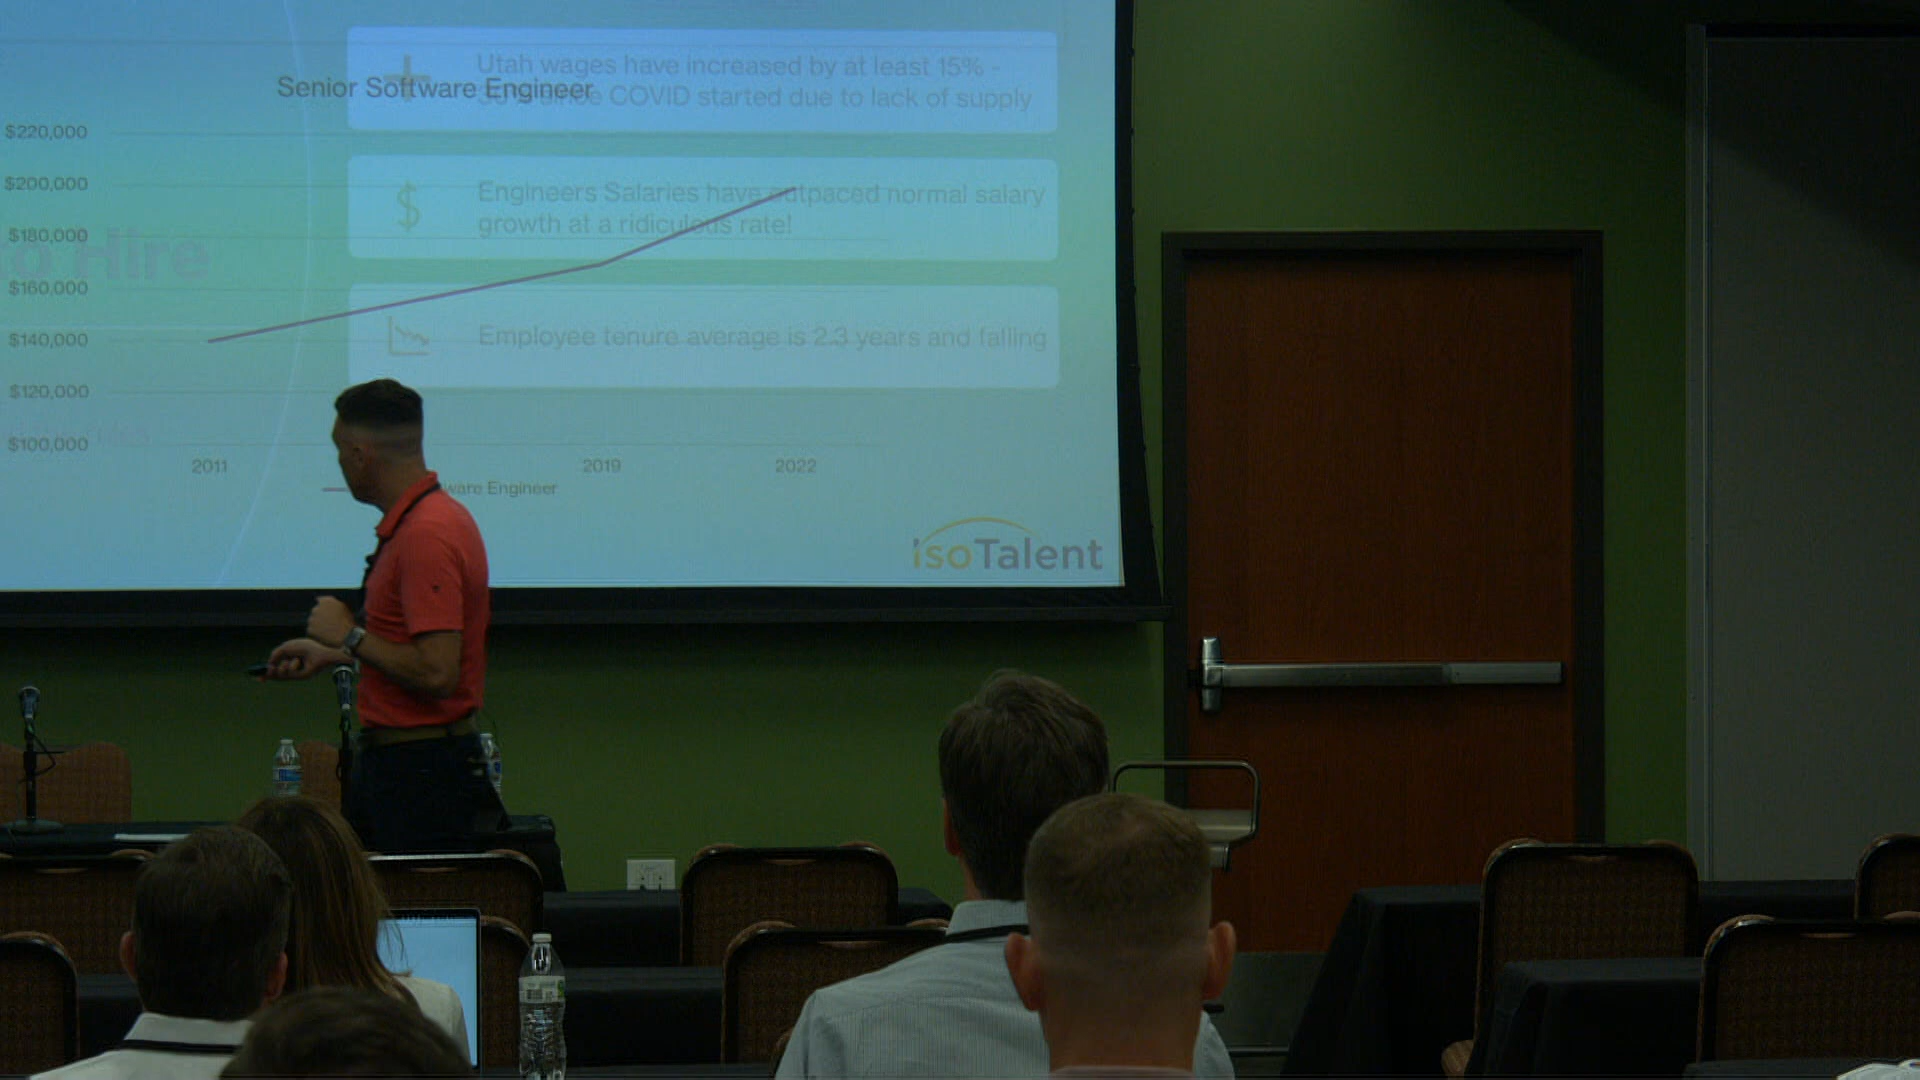 Utah wages have increased by at least 15% -
since COVID started due to lack of supply
Senior Software Engineer
$220,000
$200,000
$180,000
$160,000
$140,000
$120,000
$100,000
Engineers Salaries have outpaced normal salary
growth at a ridiculous rate!
to Hire
Employee tenure average is 2.3 years and falling
2011
2019
2022
ware Engineer
isoTalent